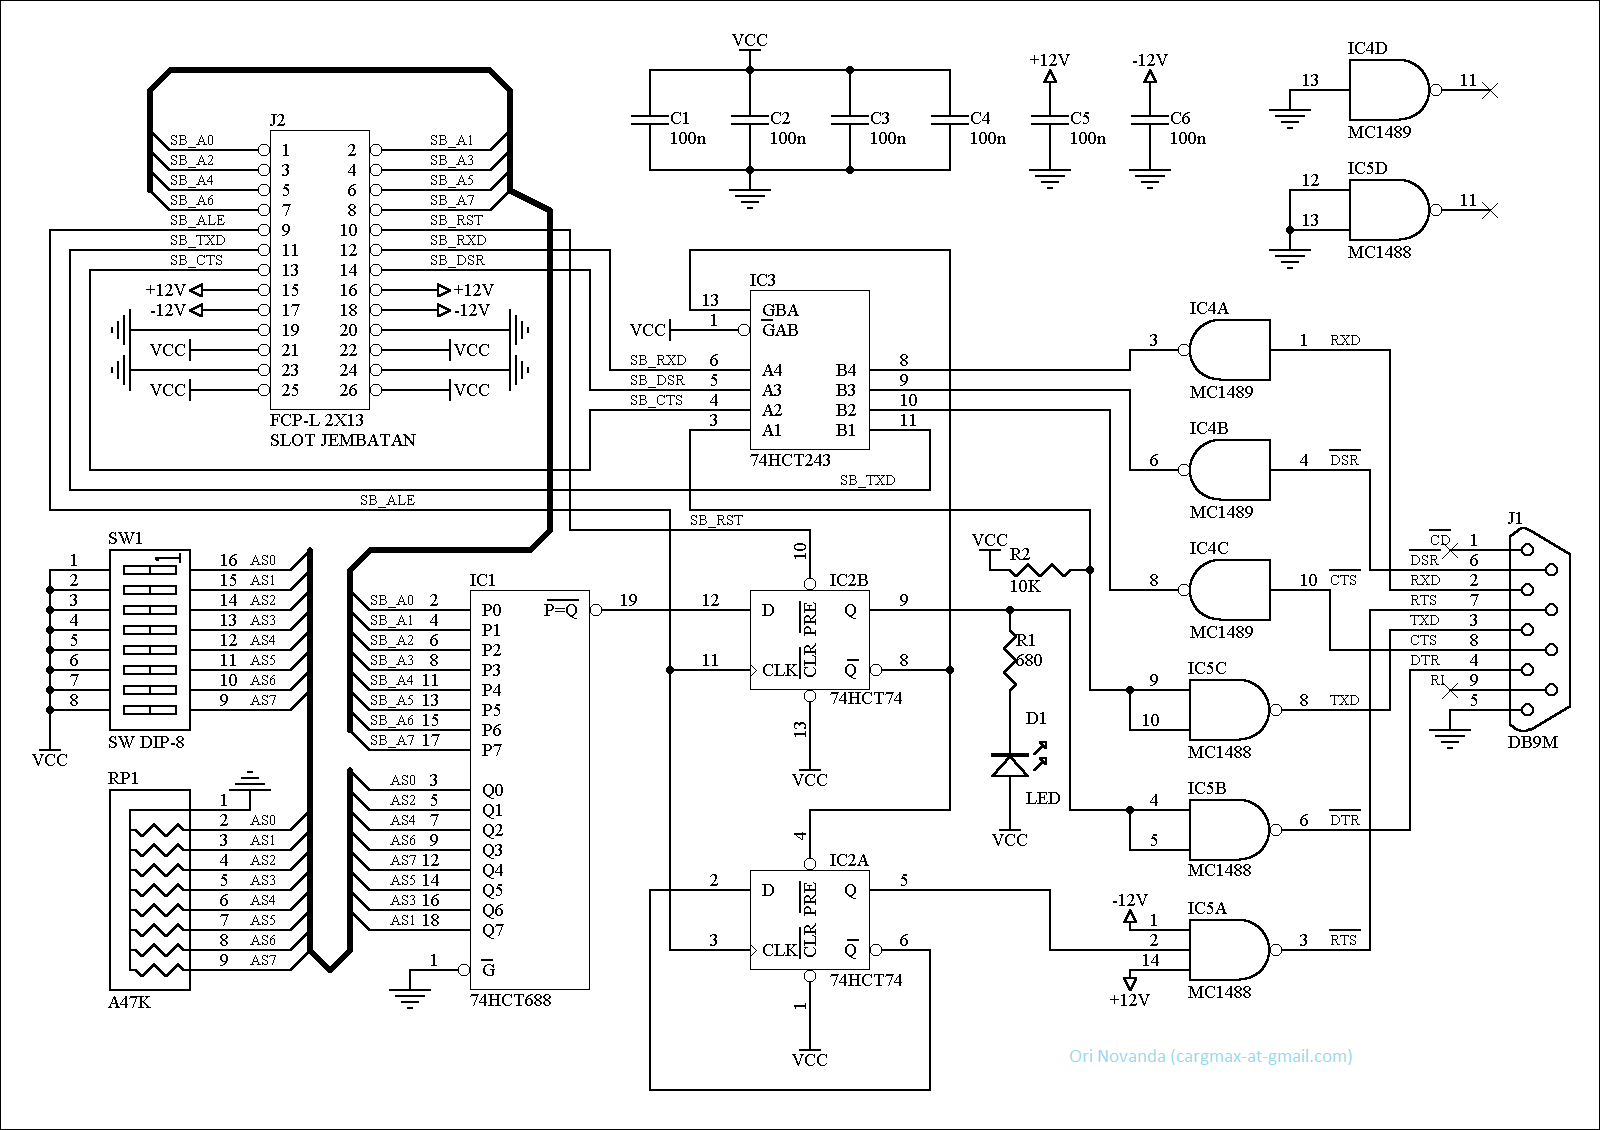 VCC
C1
100n
C2
100n
C3
100n
C4
100n
+12V
C5
100n
-12V
C6
100n
IC4D
13
11
MC1489
IC5D
12
13
11
MC1488
J2
SB_A0 1 2 SB_A1
SB_A2 3 4 SB_A3
SB_A4 5 6 SB_A5
SB_A6 7 8 SB_A7
SB_ALE 9 10 SB_RST
SB_TXD 11 12 SB_RXD
SB_CTS 13 14 SB_DSR
+12V 15 16 +12V
-12V 17 18 -12V
19 20
VCC 21 22 VCC
23 24
VCC 25 26 VCC
FCP-L 2X13
SLOT JEMBATAN
IC3
13 GBA
VCC 1 GAB
SB_RXD 6 A4 B4 8
SB_DSR 5 A3 B3 9
SB_CTS 4 A2 B2 10
3 A1 B1 11
74HCT243
SB_TXD
SB_ALE
SB_RST
IC4A
3 1 RXD
MC1489
IC4B
6 4 DSR
MC1489
IC4C
8 10 CTS
MC1489
IC5C
9
10
8 TXD
MC1488
IC5B
4
5
6 DTR
MC1488
IC5A
-12V
1
2
14
+12V
3 RTS
MC1488
J1
CD 1
DSR 6
RXD 2
RTS 7
TXD 3
CTS 8
DTR 4
RI 9
5
DB9M
SW1
1
1 16 AS0
2 15 AS1
3 14 AS2
4 13 AS3
5 12 AS4
6 11 AS5
7 10 AS6
8 9 AS7
VCC
SW DIP-8
RP1
1
2 AS0
3 AS1
4 AS2
5 AS3
6 AS4
7 AS5
8 AS6
9 AS7
A47K
IC1
SB_A0 2 P0 P=Q 19
SB_A1 4 P1
SB_A2 6 P2
SB_A3 8 P3
SB_A4 11 P4
SB_A5 13 P5
SB_A6 15 P6
SB_A7 17 P7
AS0 3 Q0
AS2 5 Q1
AS4 7 Q2
AS6 9 Q3
AS7 12 Q4
AS5 14 Q5
AS3 16 Q6
AS1 18 Q7
1 G
74HCT688
10
IC2B
12 D PRE Q 9
11 CLK CLR Q 8
74HCT74
13
VCC
VCC
R2
10K
R1
680
D1
LED
VCC
4
IC2A
2 D PRE Q 5
3 CLK CLR Q 6
74HCT74
1
VCC
Ori Novanda (cargmax-at-gmail.com)